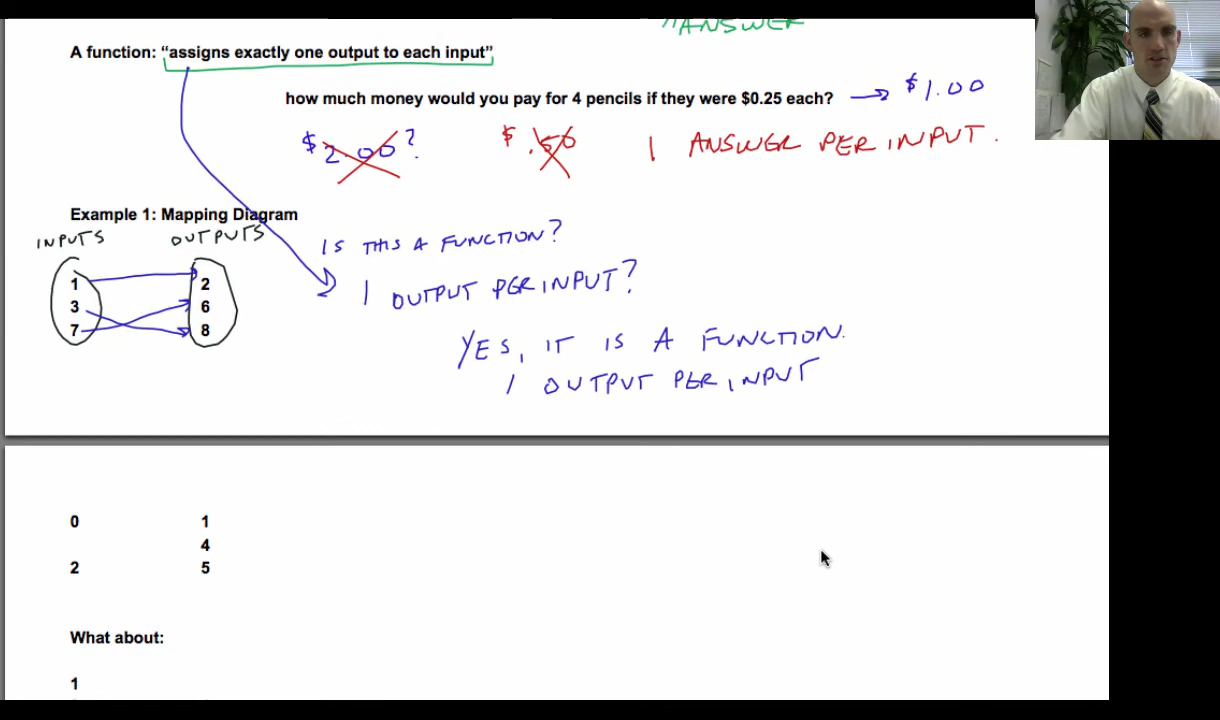 "ANSWER
A function: “assigns exactly one output to each input”
how much money would you pay for 4 pencils if they were $0.25 each? → $1.00
$2.00? $.50 1 ANSWER PER INPUT.
Example 1: Mapping Diagram
INPUTS OUTPUTS
IS THIS A FUNCTION?
1 2
3 6
7 8
1 OUTPUT PER INPUT?
YES, IT IS A FUNCTION.
1 OUTPUT PER INPUT
0 1
4
2 5
What about:
1